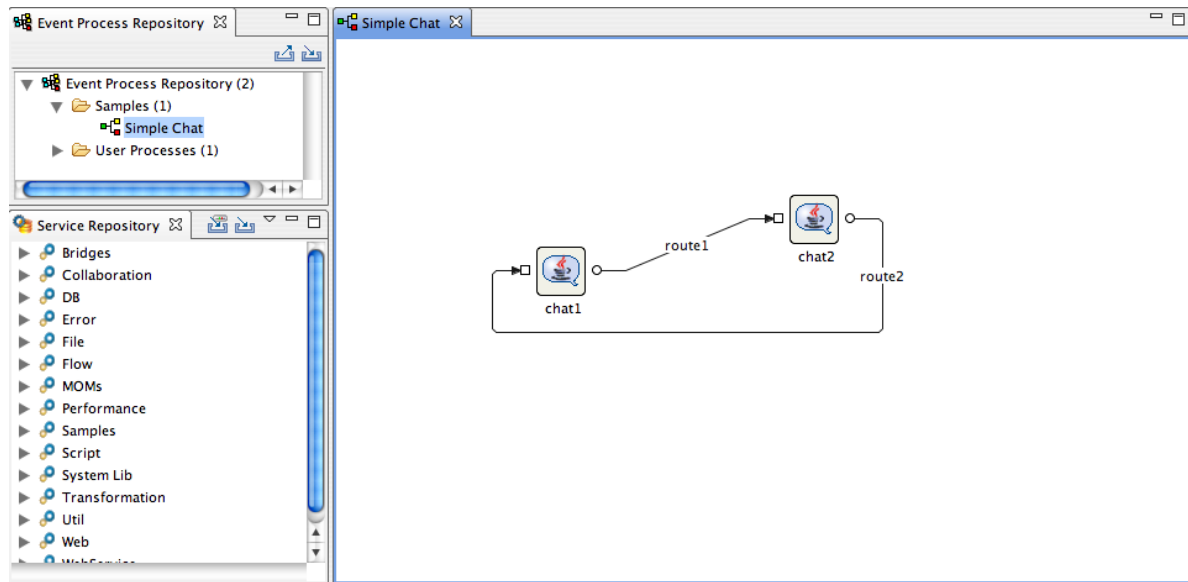 Event Process Repository
Event Process Repository (2)
Samples (1)
Simple Chat
User Processes (1)
Service Repository
Bridges
Collaboration
DB
Error
File
Flow
MOMs
Performance
Samples
Script
System Lib
Transformation
Util
Web
WebService
Simple Chat
route1
chat2
route2
chat1